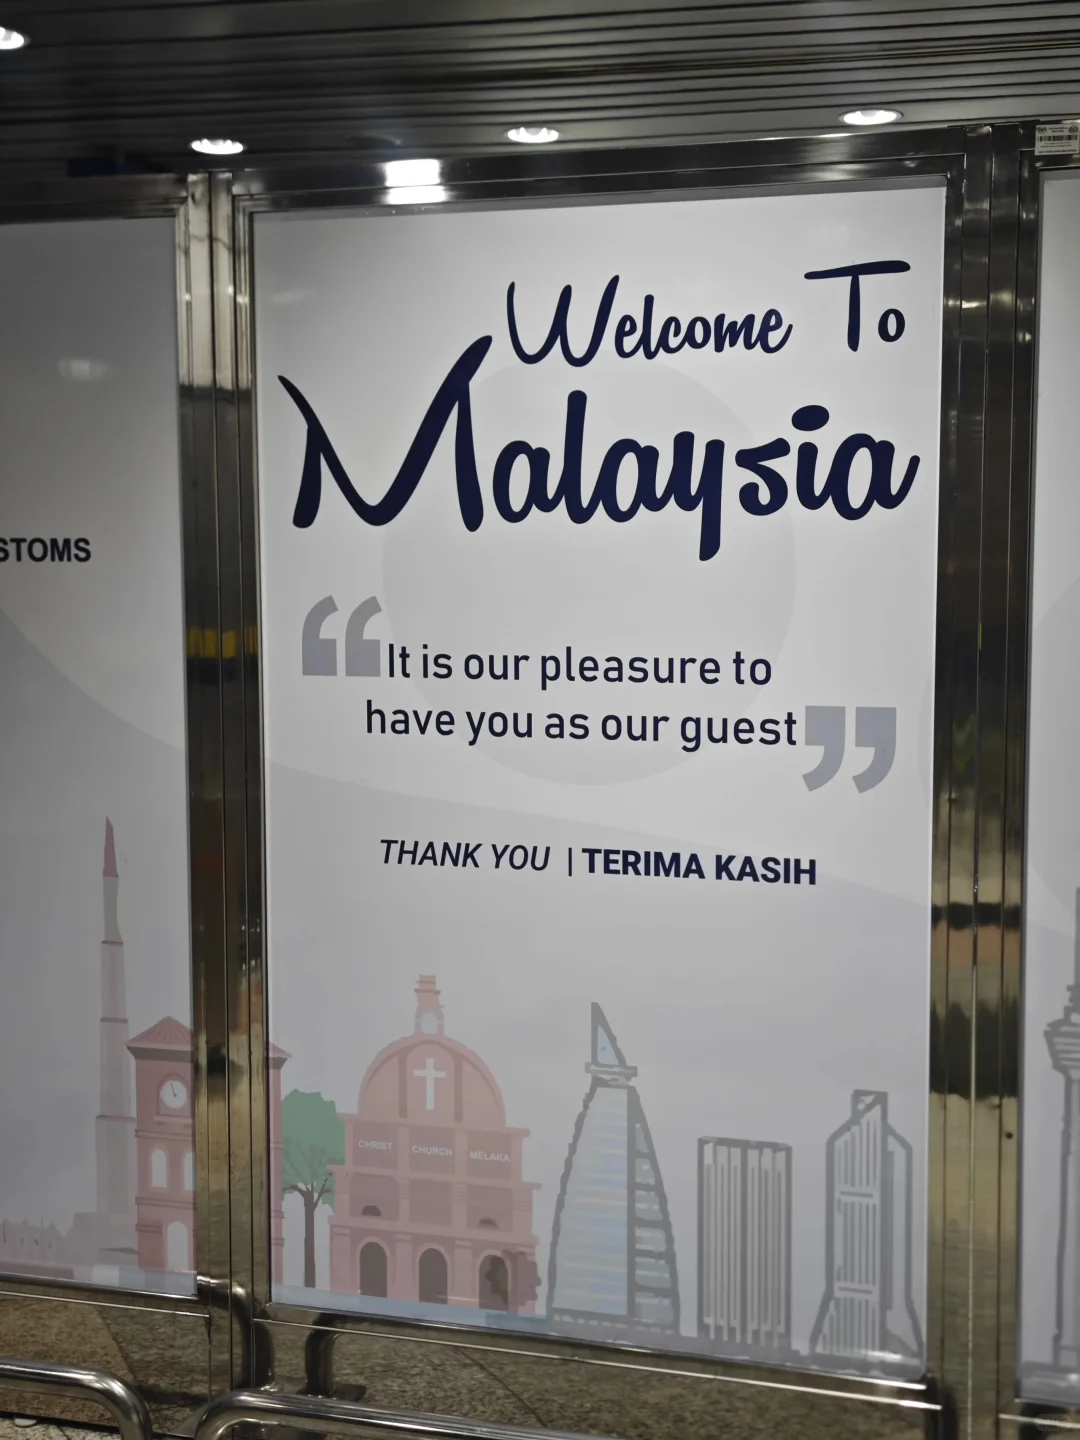 STOMS
Welcome To
Malaysia
“It is our pleasure to
have you as our guest”
THANK YOU | TERIMA KASIH
CHRIST CHURCH MELAKA